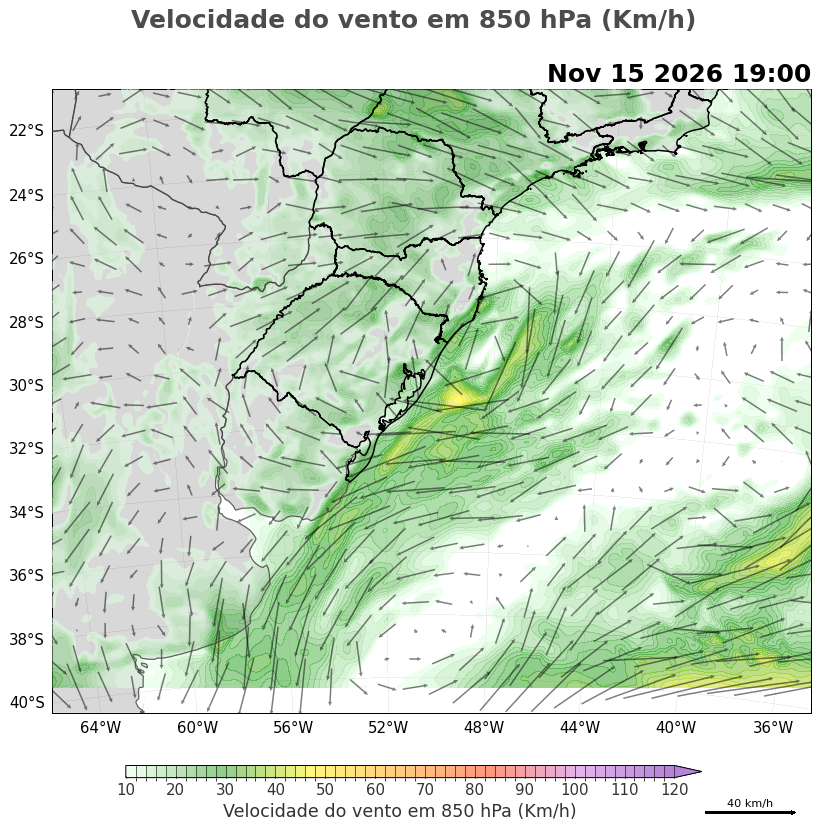 Velocidade do vento em 850 hPa (Km/h)
Nov 15 2026 19:00
22°S
24°S
26°S
28°S
30°S
32°S
34°S
36°S
38°S
40°S
64°W 60°W 56°W 52°W 48°W 44°W 40°W 36°W
10 20 30 40 50 60 70 80 90 100 110 120
Velocidade do vento em 850 hPa (Km/h)
40 km/h